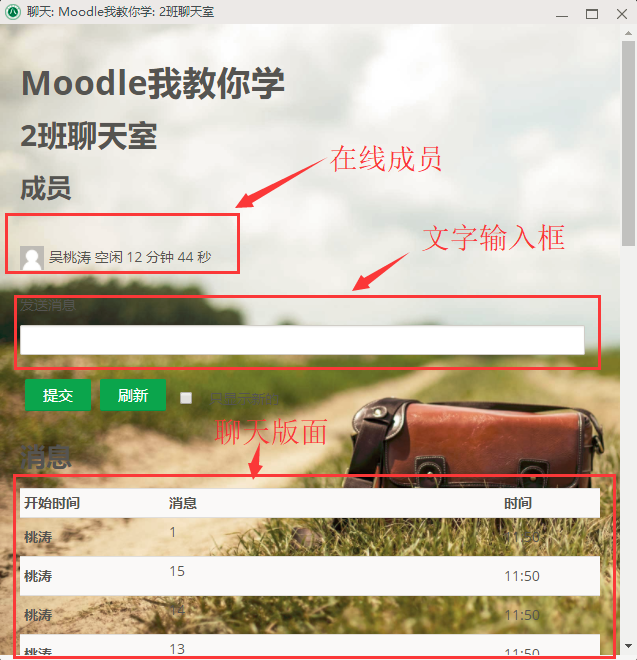 聊天: Moodle我教你学: 2班聊天室
Moodle我教你学
2班聊天室
成员
在线成员
吴桃涛 空闲 12 分钟 44 秒
文字输入框
发送消息
提交
刷新
聊天版面
消息
开始时间 消息 时间
桃涛 1
桃涛 15 11:50
桃涛 14 11:50
桃涛 13 11:50